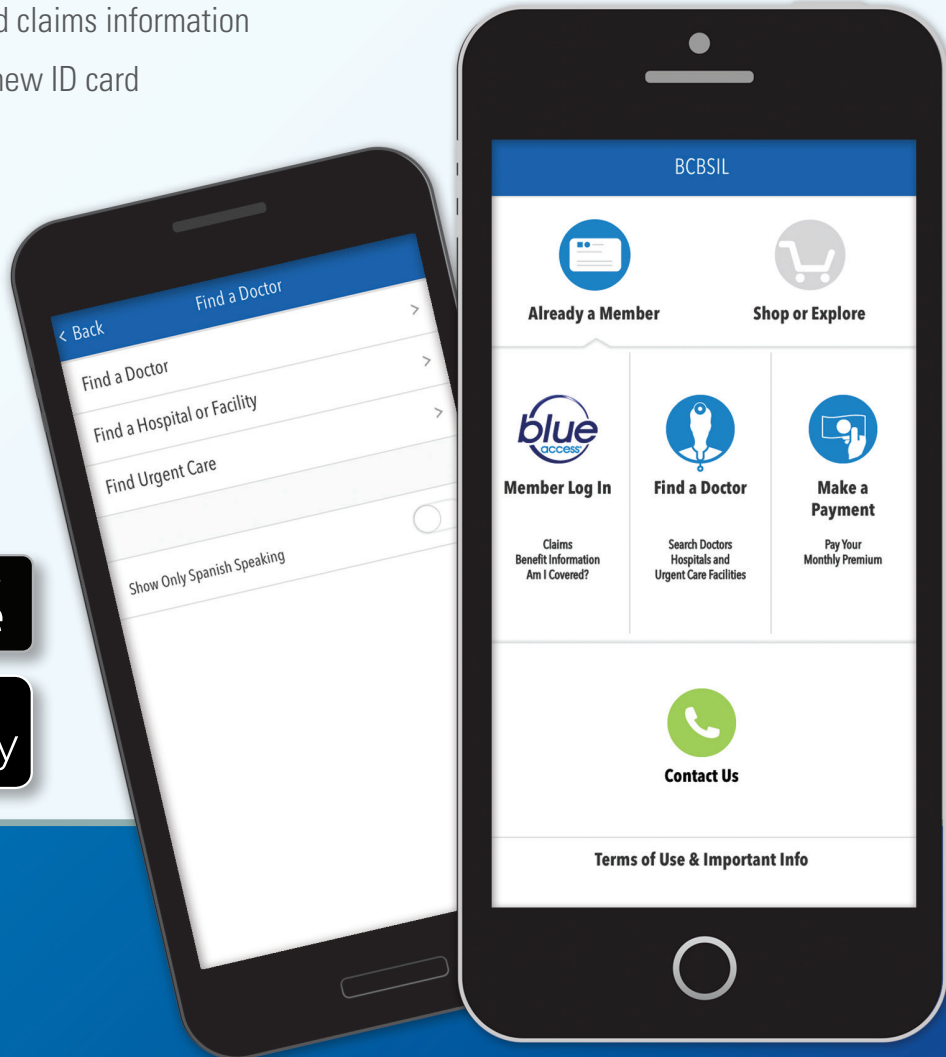 d claims information
new ID card
< Back
Find a Doctor
Find a Doctor
>
Find a Hospital or Facility
>
Find Urgent Care
>
Show Only Spanish Speaking
BCBSIL
Already a Member
Shop or Explore
blue
access
Member Log In
Claims
Benefit Information
Am I Covered?
Find a Doctor
Search Doctors
Hospitals and
Urgent Care Facilities
Make a
Payment
Pay Your
Monthly Premium
Contact Us
Terms of Use & Important Info